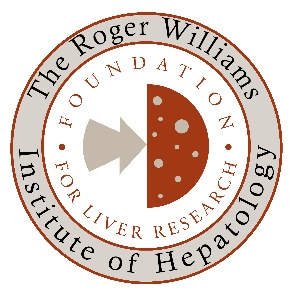 The Roger Williams
Institute of Hepatology
FOUNDATION
FOR LIVER RESEARCH